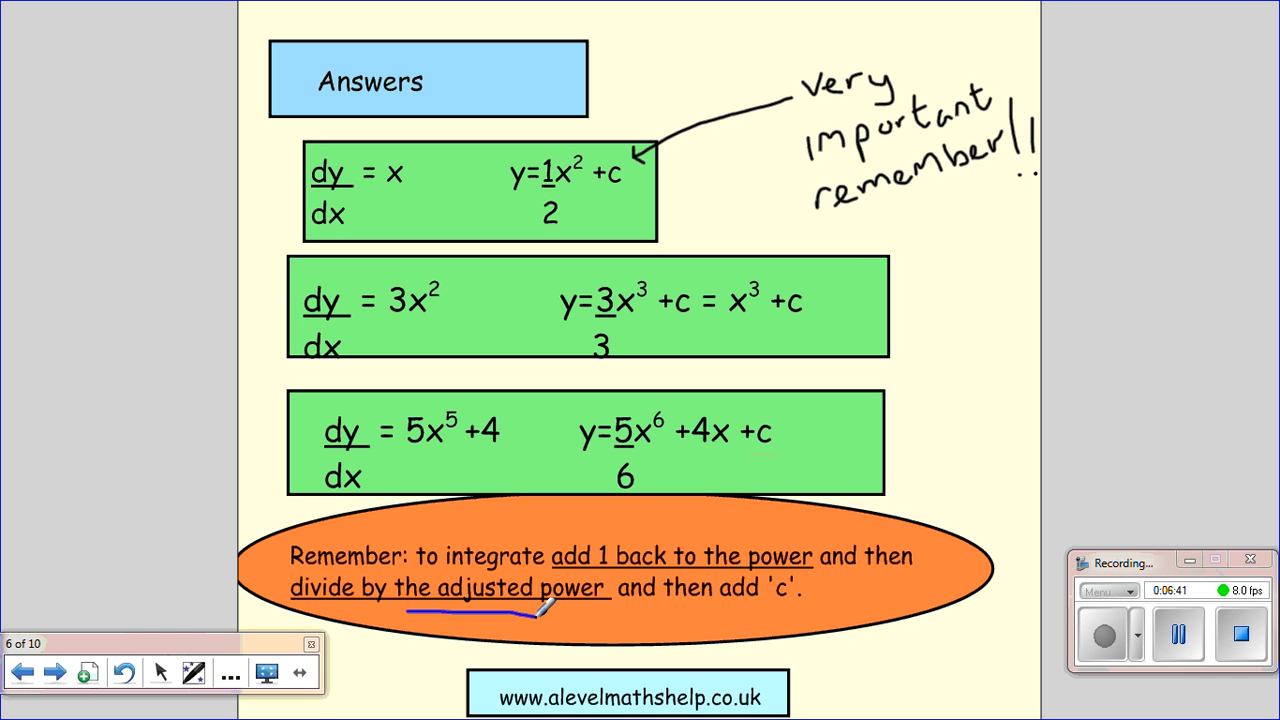 Answers
very
important
remember!!
dy = x y=1x² +c
dx 2
dy = 3x² y=3x³ +c = x³ +c
dx 3
dy = 5x⁵ +4 y=5x⁶ +4x +c
dx 6
Remember: to integrate add 1 back to the power and then
divide by the adjusted power and then add 'c'.
www.alevelmathshelp.co.uk
6 of 10
Recording...
Menu
0:06:41
8.0 fps